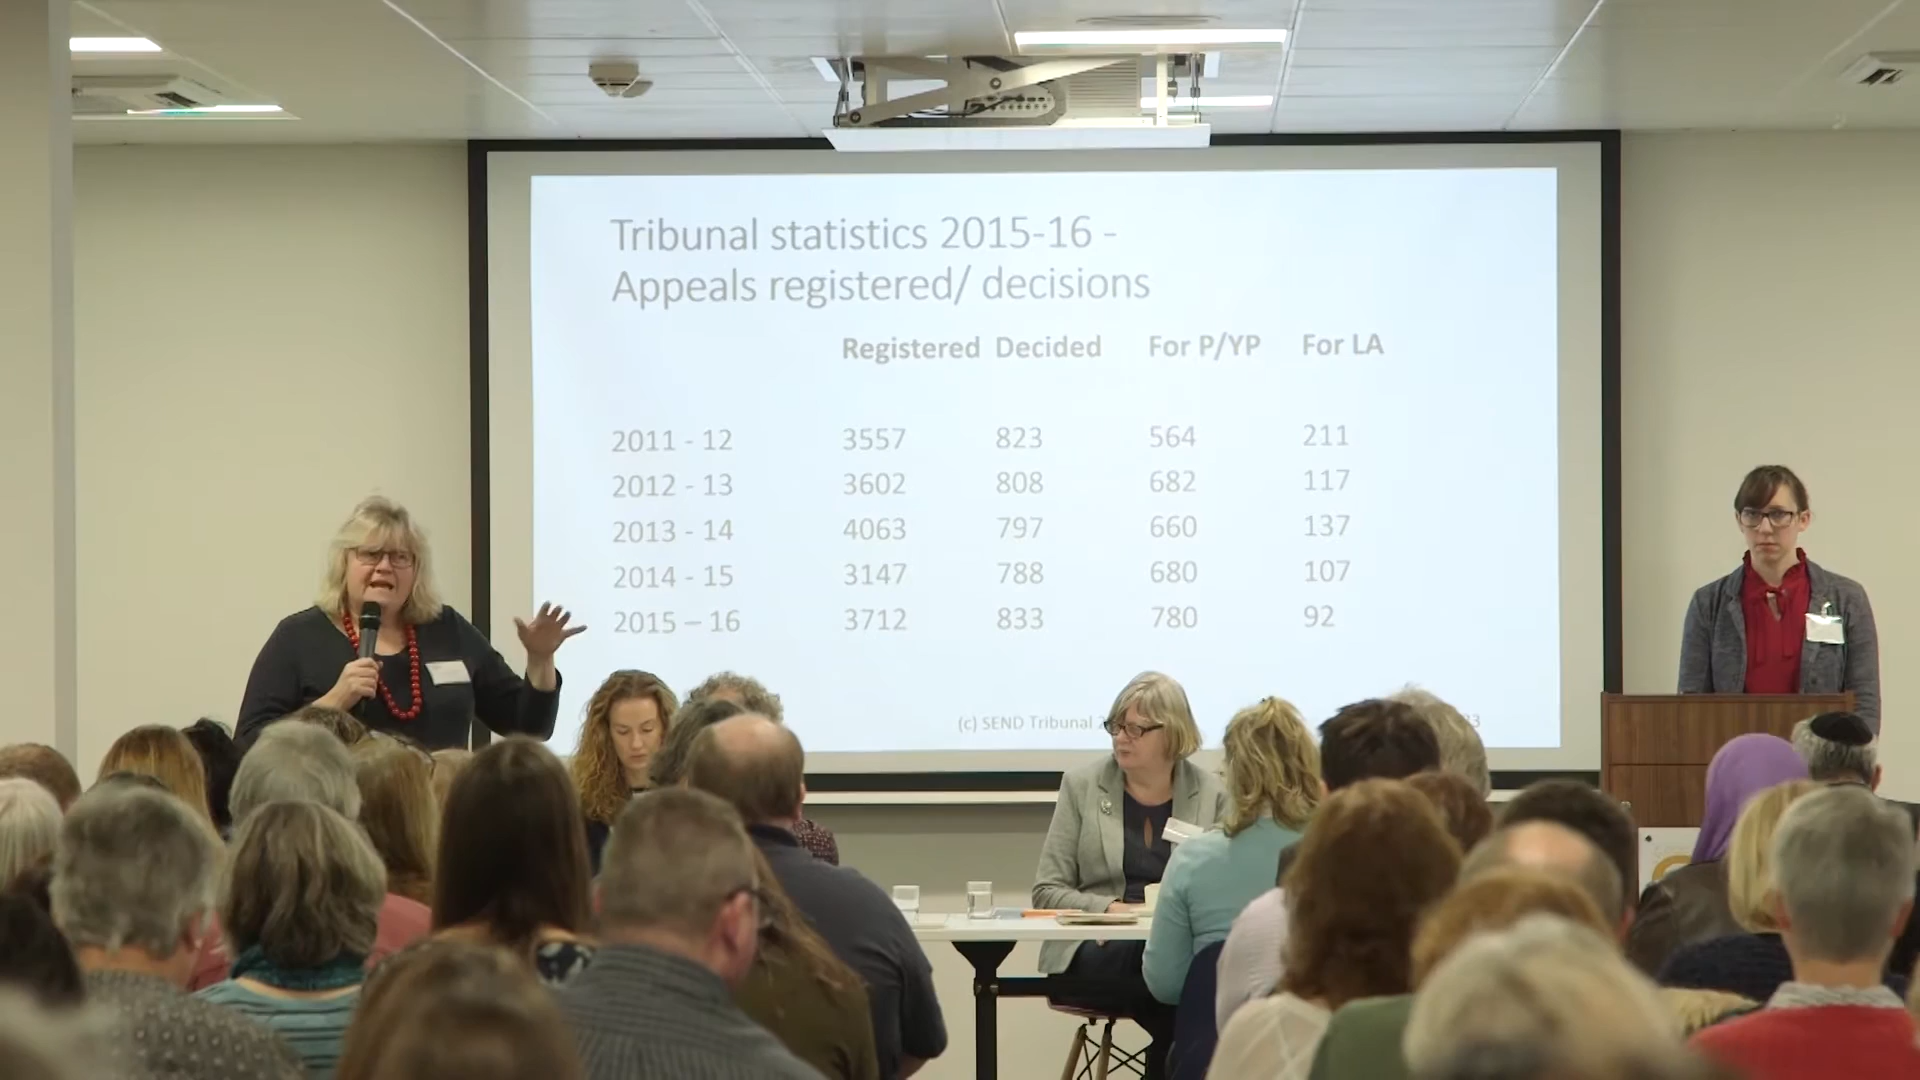 Tribunal statistics 2015-16 -
Appeals registered/ decisions
Registered Decided For P/YP For LA
2011 - 12 3557 823 564 211
2012 - 13 3602 808 682 117
2013 - 14 4063 797 660 137
2014 - 15 3147 788 680 107
2015 – 16 3712 833 780 92
(c) SEND Tribunal